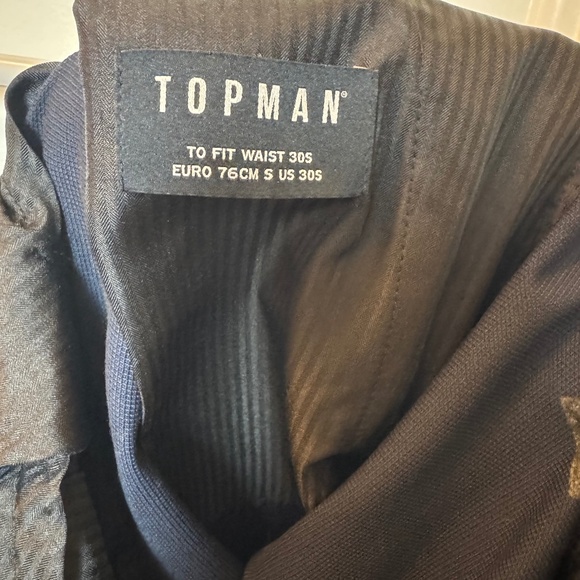 TOPMAN®
TO FIT WAIST 30S
EURO 76CM S US 30S